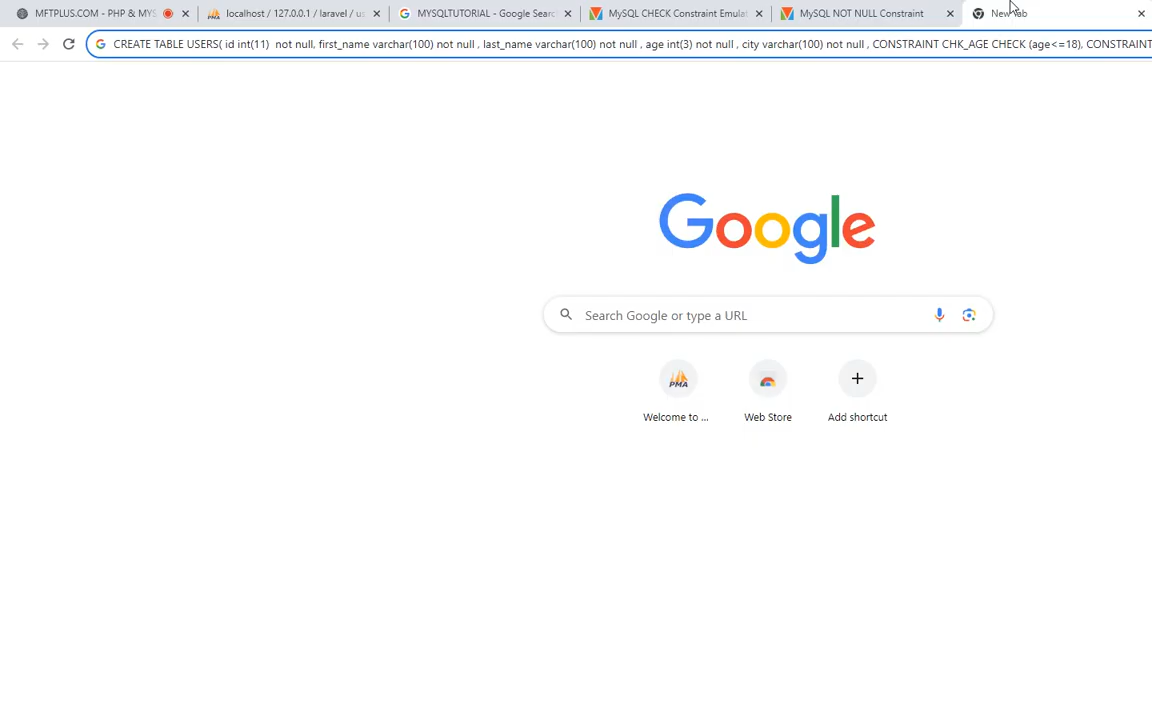 MFTPLUS.COM - PHP & MYS
localhost / 127.0.0.1 / laravel / us
MYSQLTUTORIAL - Google Searc
MySQL CHECK Constraint Emulat
MySQL NOT NULL Constraint
New Tab
CREATE TABLE USERS( id int(11)  not null, first_name varchar(100) not null , last_name varchar(100) not null , age int(3) not null , city varchar(100) not null , CONSTRAINT CHK_AGE CHECK (age<=18), CONSTRAINT
Google
Search Google or type a URL
PMA
Welcome to ...
Web Store
Add shortcut